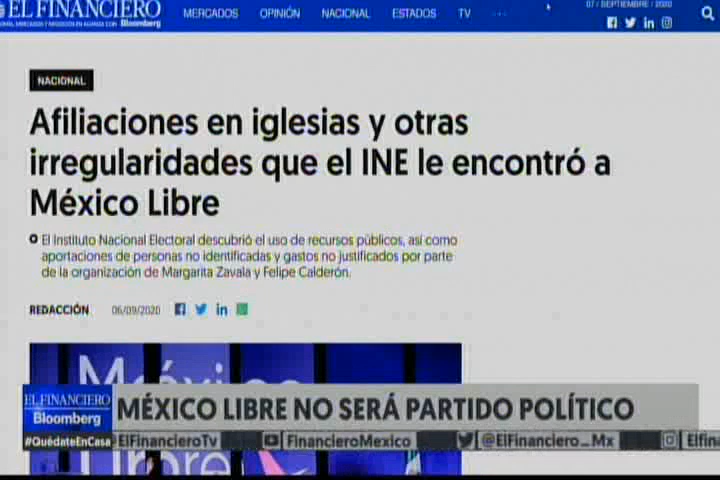 EL FINANCIERO
Bloomberg
MERCADOS
OPINIÓN
NACIONAL
ESTADOS
TV
07 / SEPTIEMBRE / 2020
NACIONAL
Afiliaciones en iglesias y otras
irregularidades que el INE le encontró a
México Libre
El Instituto Nacional Electoral descubrió el uso de recursos públicos, así como
aportaciones de personas no identificadas y gastos no justificados por parte
de la organización de Margarita Zavala y Felipe Calderón.
REDACCIÓN 06/09/2020
México
Libre
EL FINANCIERO
Bloomberg
MÉXICO LIBRE NO SERÁ PARTIDO POLÍTICO
#QuédateEnCasa
ElFinancieroTv
FinancieroMexico
@ElFinanciero_Mx
Elfina